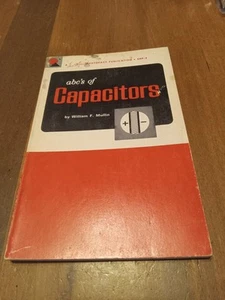 abc's of
Capacitors
by William F. Mullin
+ -